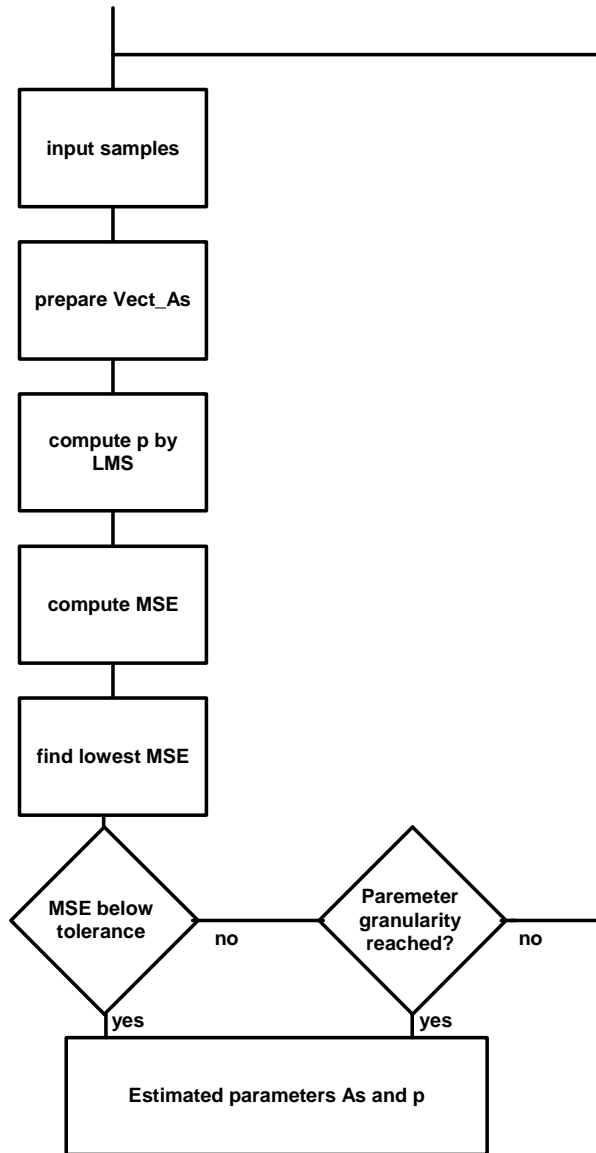 input samples
prepare Vect_As
compute p by
LMS
compute MSE
find lowest MSE
MSE below
tolerance
no
Paremeter
granularity
reached?
no
yes
yes
Estimated parameters As and p